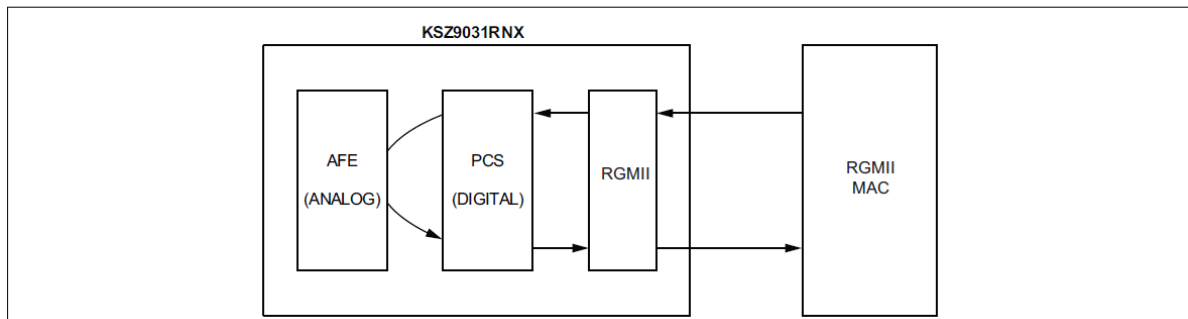 KSZ9031RNX
AFE
(ANALOG)
PCS
(DIGITAL)
RGMII
RGMII
MAC